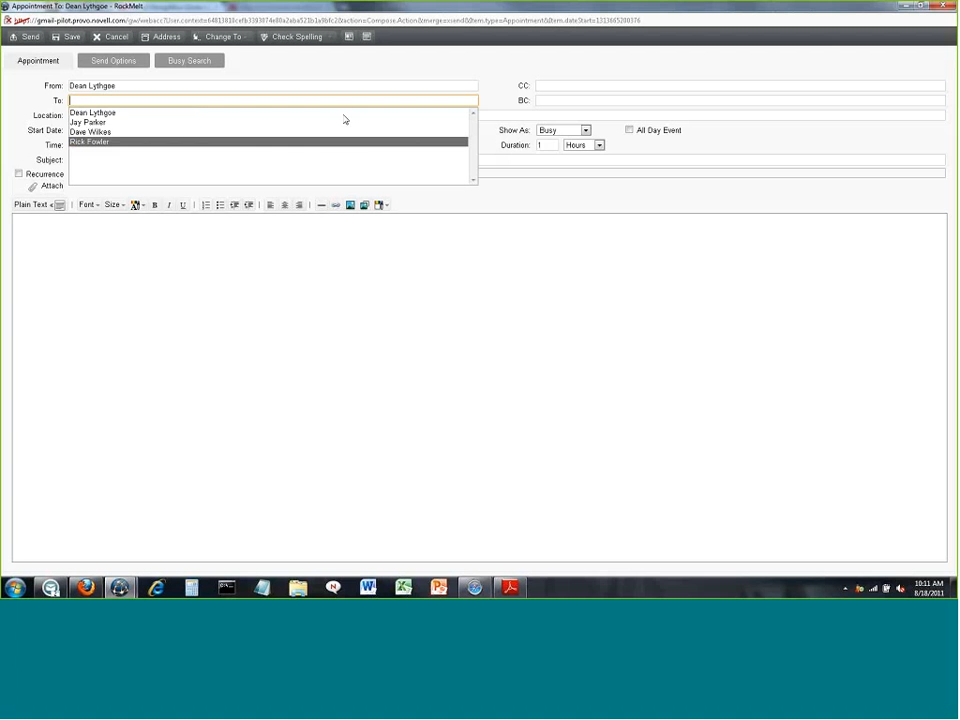 Appointment To: Dean Lythgoe - RockMelt
Send Save Cancel Address Change To Check Spelling
Appointment Send Options Busy Search
From: Dean Lythgoe CC:
To: BC:
Dean Lythgoe
Location:
Jay Parker
Start Date: Dave Wilkes Show As: Busy All Day Event
Rick Fowler
Time: Duration: 1 Hours
Subject:
Recurrence
Attach
Plain Text Font Size B I U
10:11 AM
8/18/2011